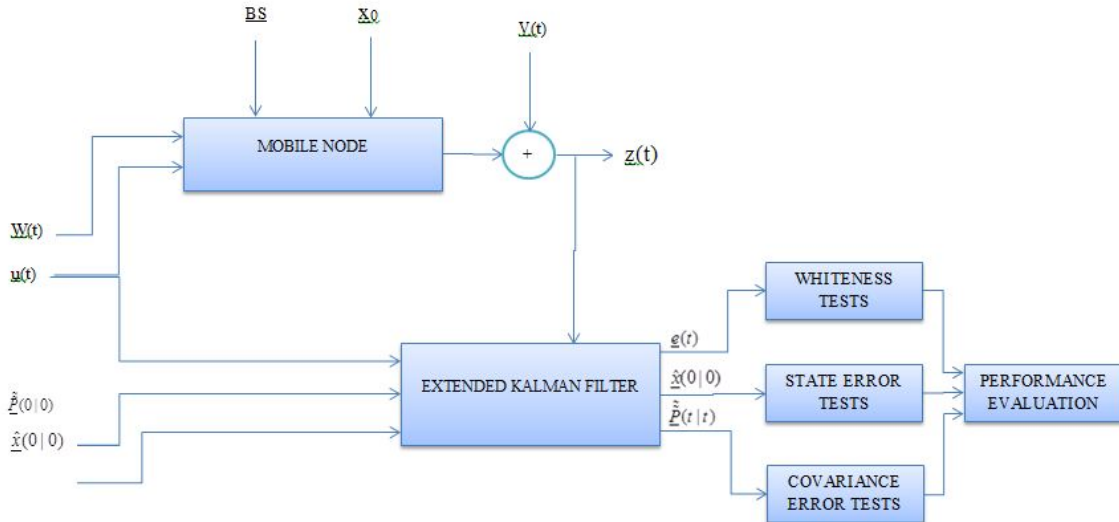 BS
x0
V(t)
MOBILE NODE
+
z(t)
W(t)
u(t)
WHITENESS
TESTS
e(t)
EXTENDED KALMAN FILTER
x̂(0|0)
STATE ERROR
TESTS
PERFORMANCE
EVALUATION
P̃̂(0|0)
P̃̂(t|t)
x̂(0|0)
COVARIANCE
ERROR TESTS